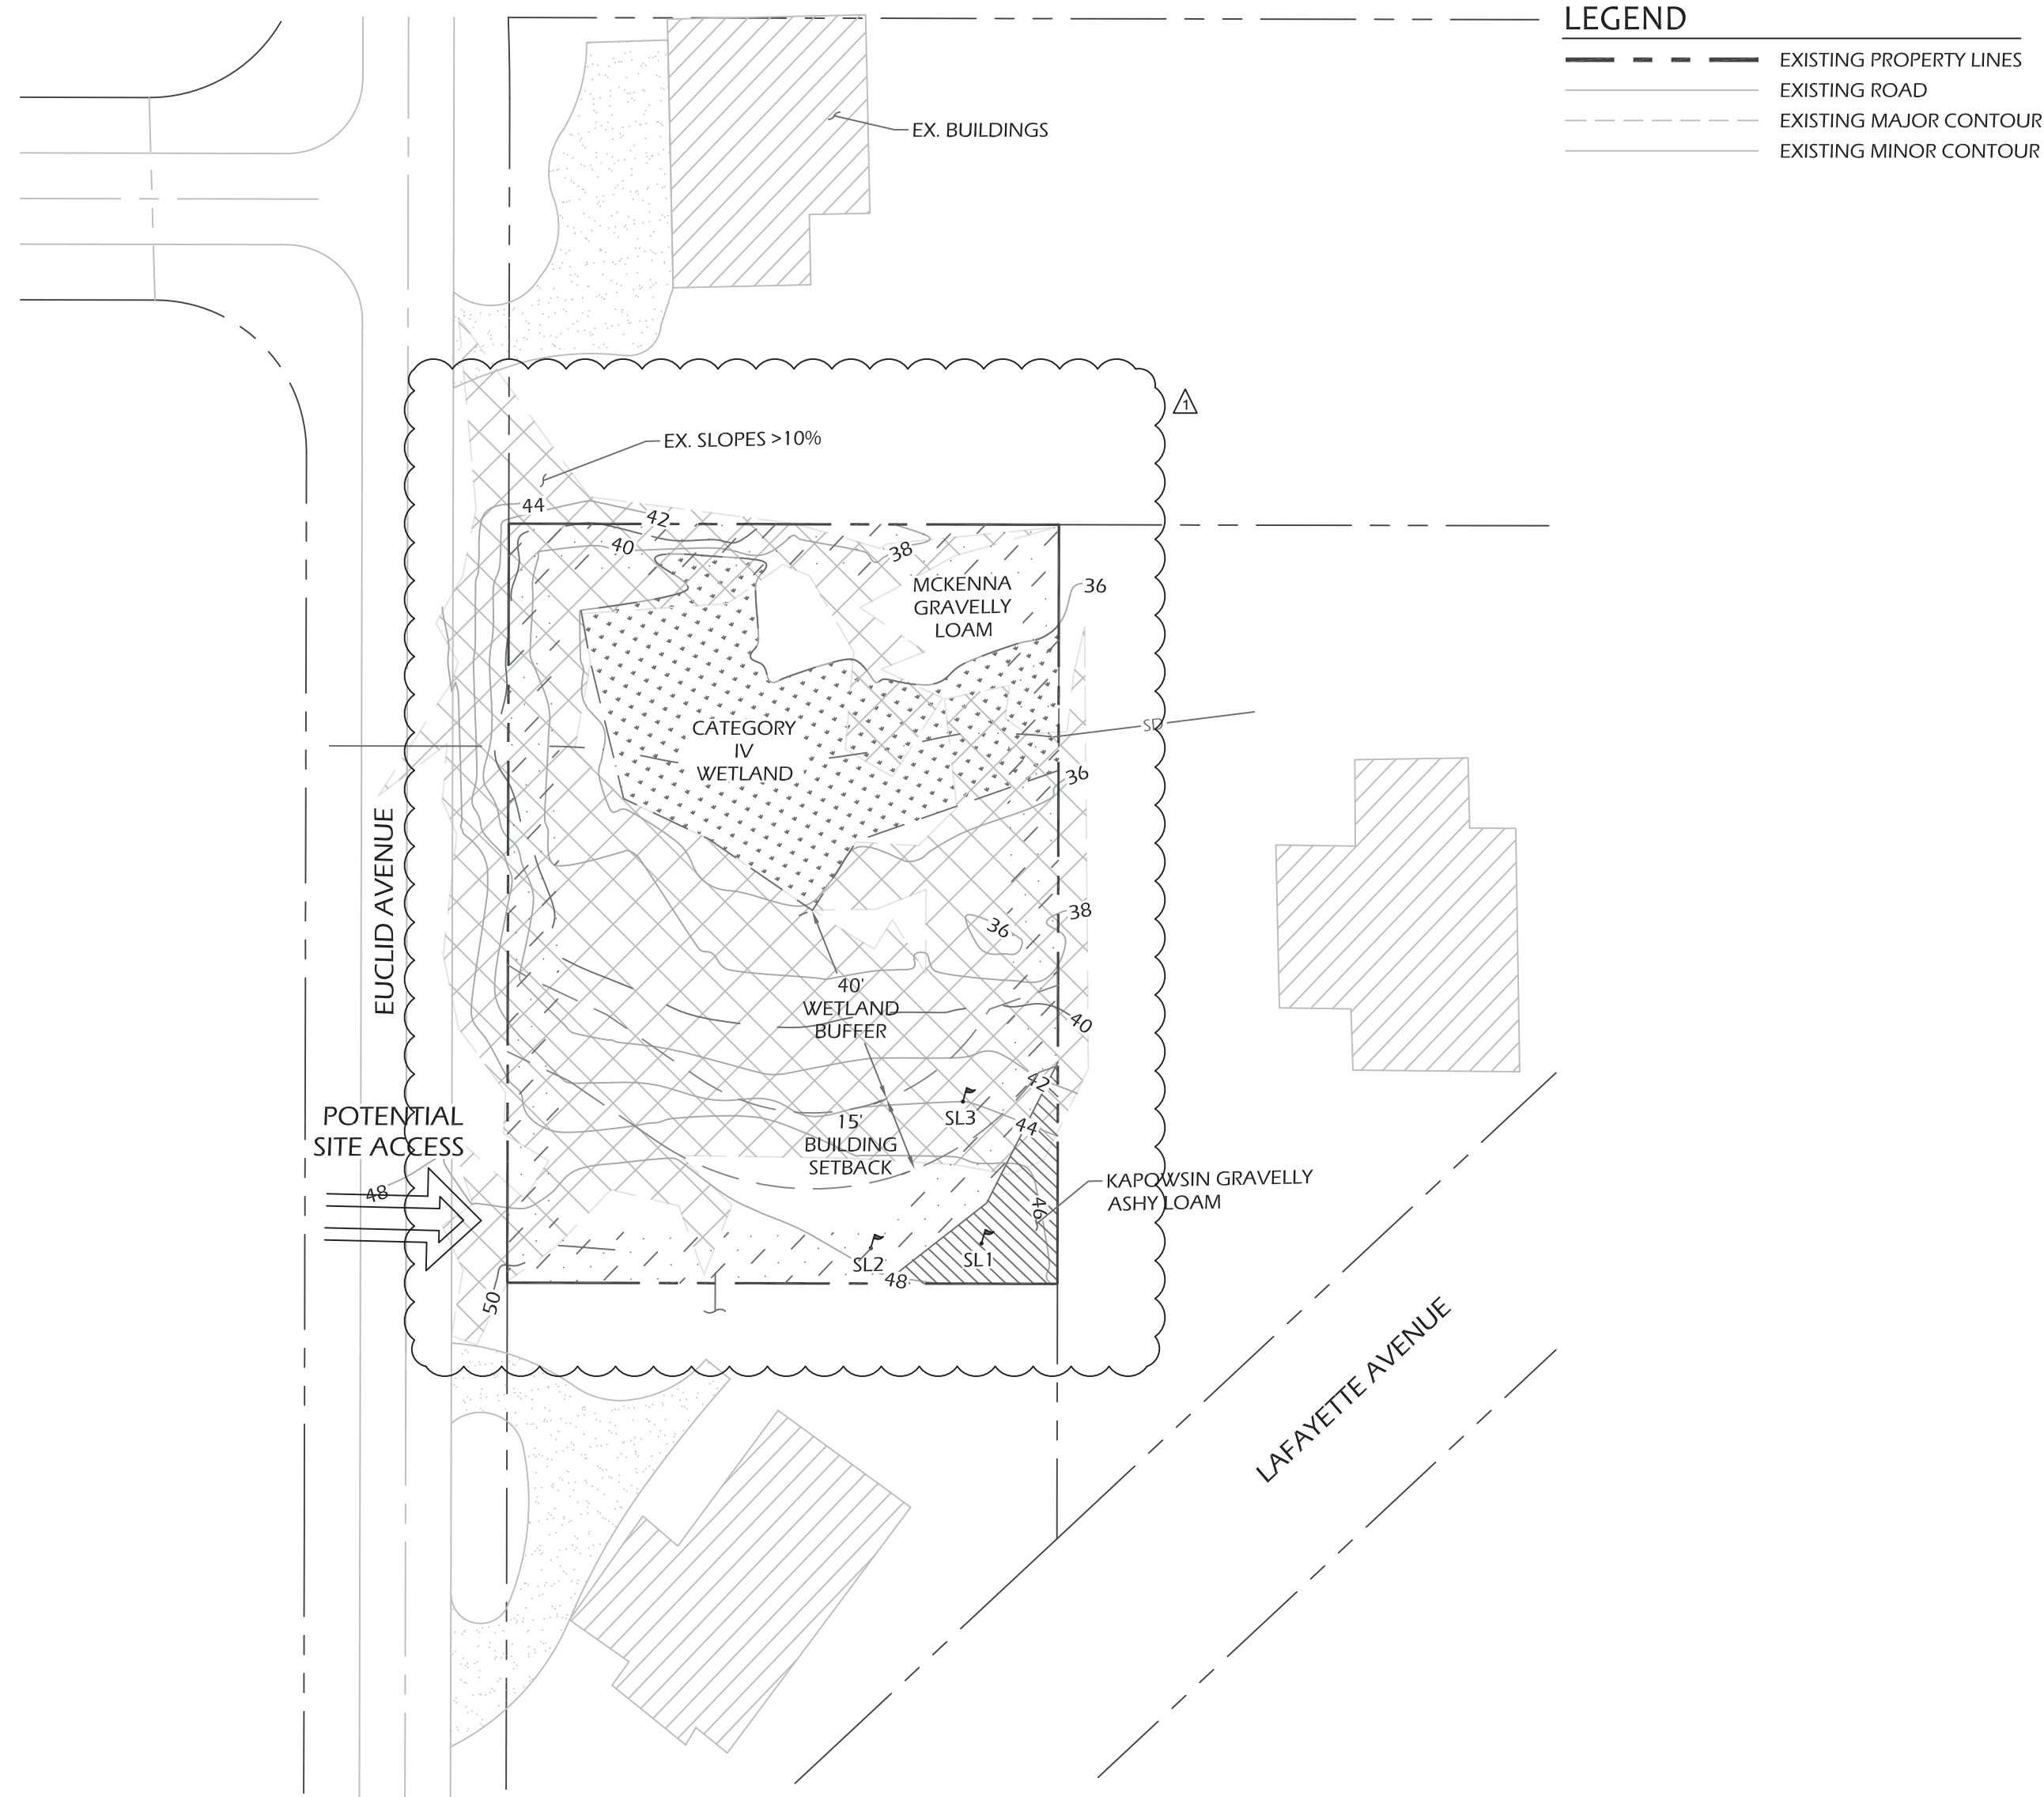 LEGEND
EXISTING PROPERTY LINES
EXISTING ROAD
EXISTING MAJOR CONTOUR
EXISTING MINOR CONTOUR
EX. BUILDINGS
1
EX. SLOPES >10%
44
42
40
38
MCKENNA
GRAVELLY
LOAM
36
CATEGORY
IV
WETLAND
SD
36
EUCLID AVENUE
38
36
40'
WETLAND
BUFFER
40
42
SL3
44
15'
BUILDING
SETBACK
POTENTIAL
SITE ACCESS
48
KAPOWSIN GRAVELLY
ASHY LOAM
46
SL2
SL1
48
50
LAFAYETTE AVENUE